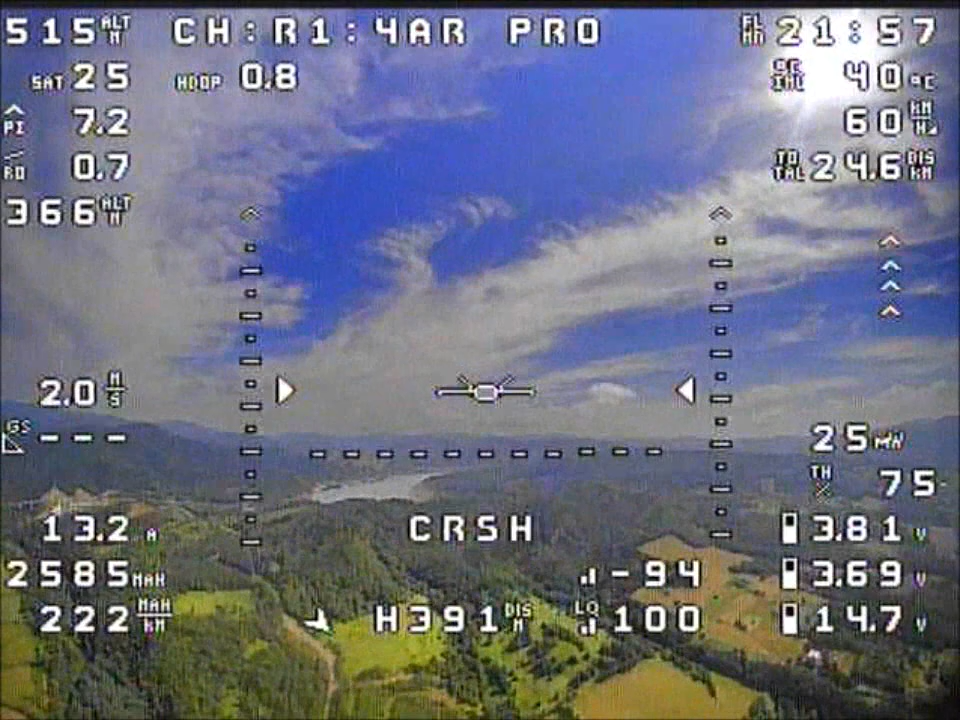 515 ALT M CH:R1:4AR PRO FL MN 21:57
SAT 25 HDOP 0.8 40 °C
PI 7.2 60 KM H
RO 0.7 TO TAL 24.6 DIS KM
366 ALT M
2.0 M S
GS - - -
25 MW
TH % 75
13.2 A CRSH 3.81 V
2585 MAH -94 3.69 V
222 MAH KM H391 DIS M LQ 100 14.7 V